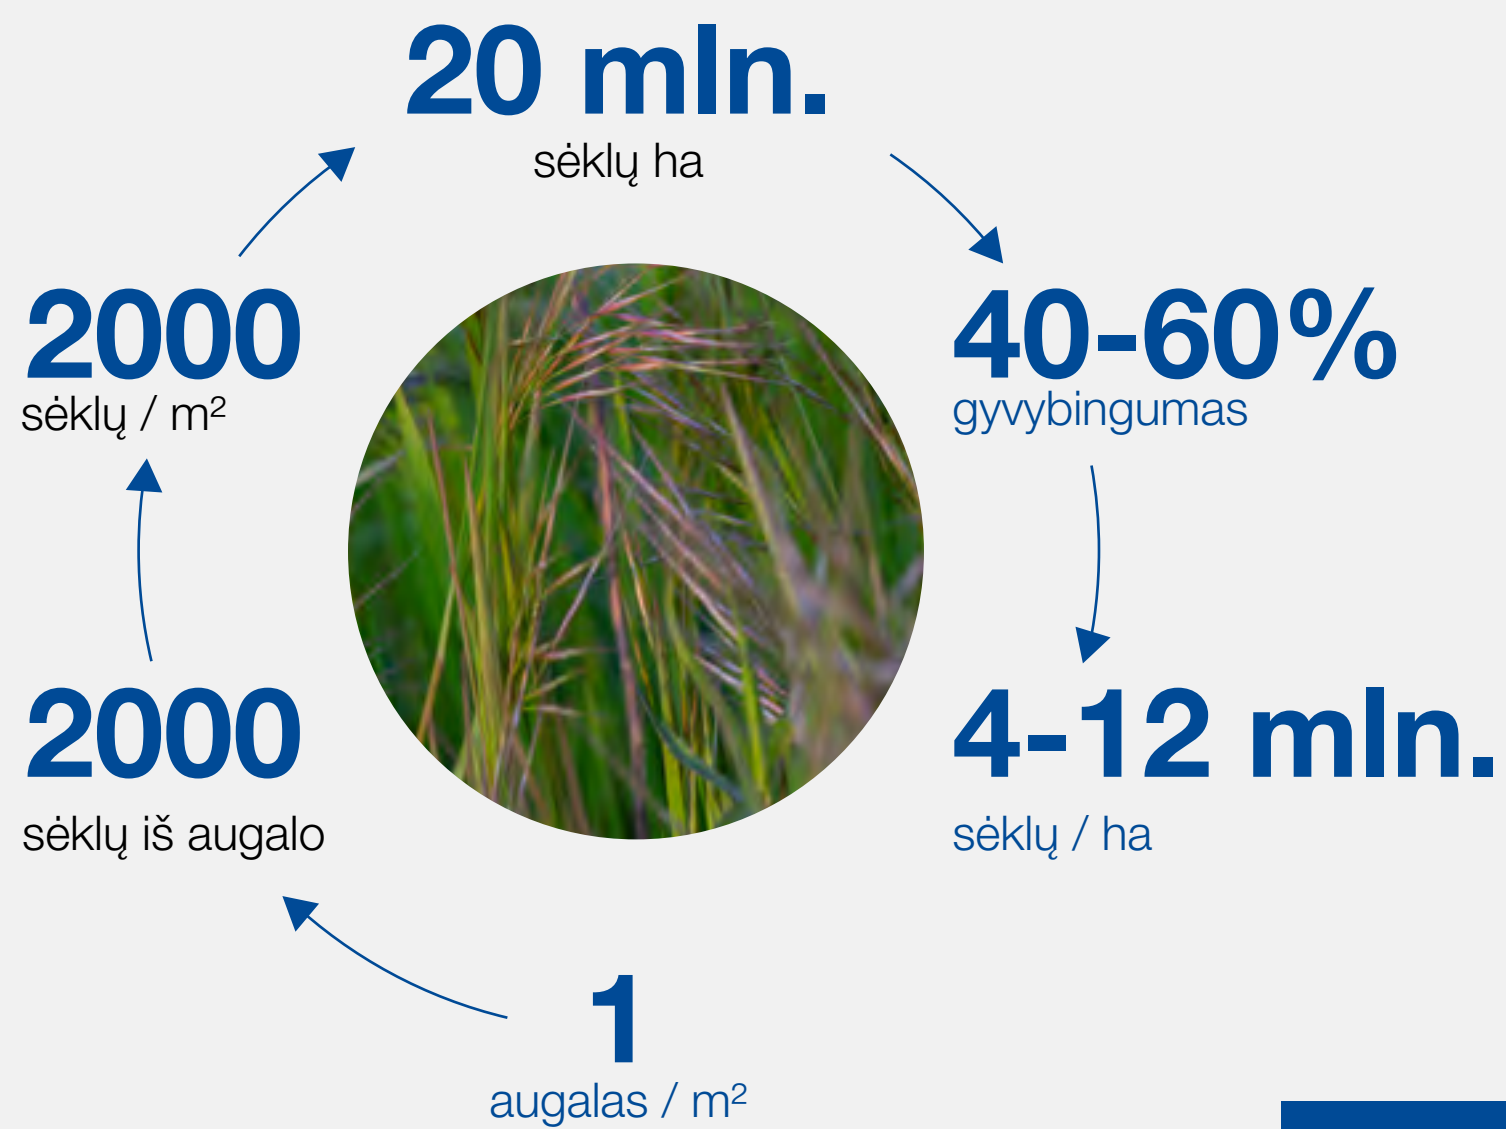 20 mln.
sėklų ha
2000
sėklų / m²
40-60%
gyvybingumas
2000
sėklų iš augalo
4-12 mln.
sėklų / ha
1
augalas / m²